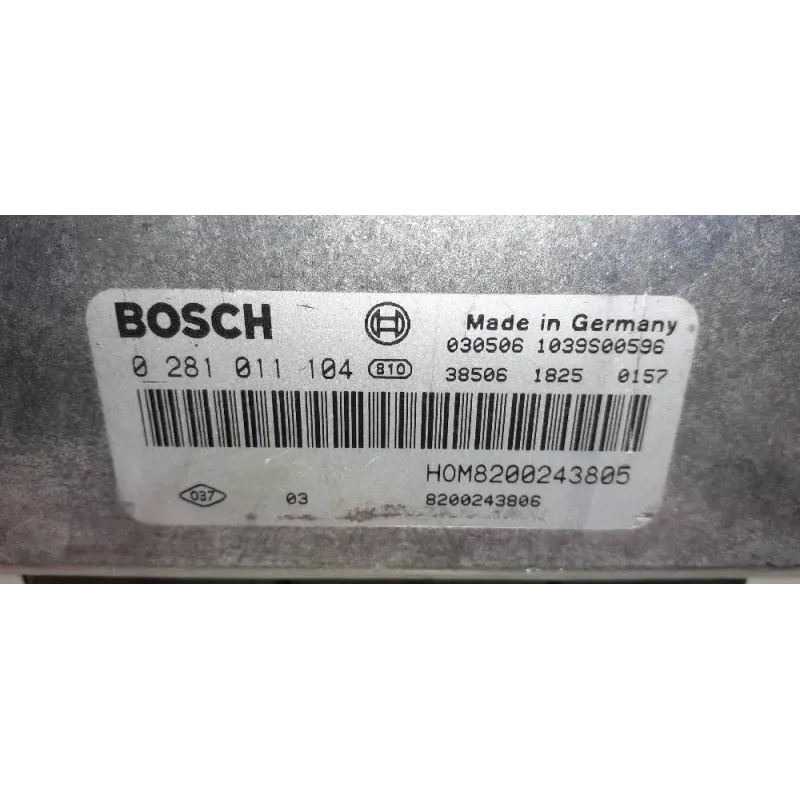 BOSCH Made in Germany
030506 1039S00596
0 281 011 104 810 38506 1825 0157
HOM8200243805
037 03 8200243806